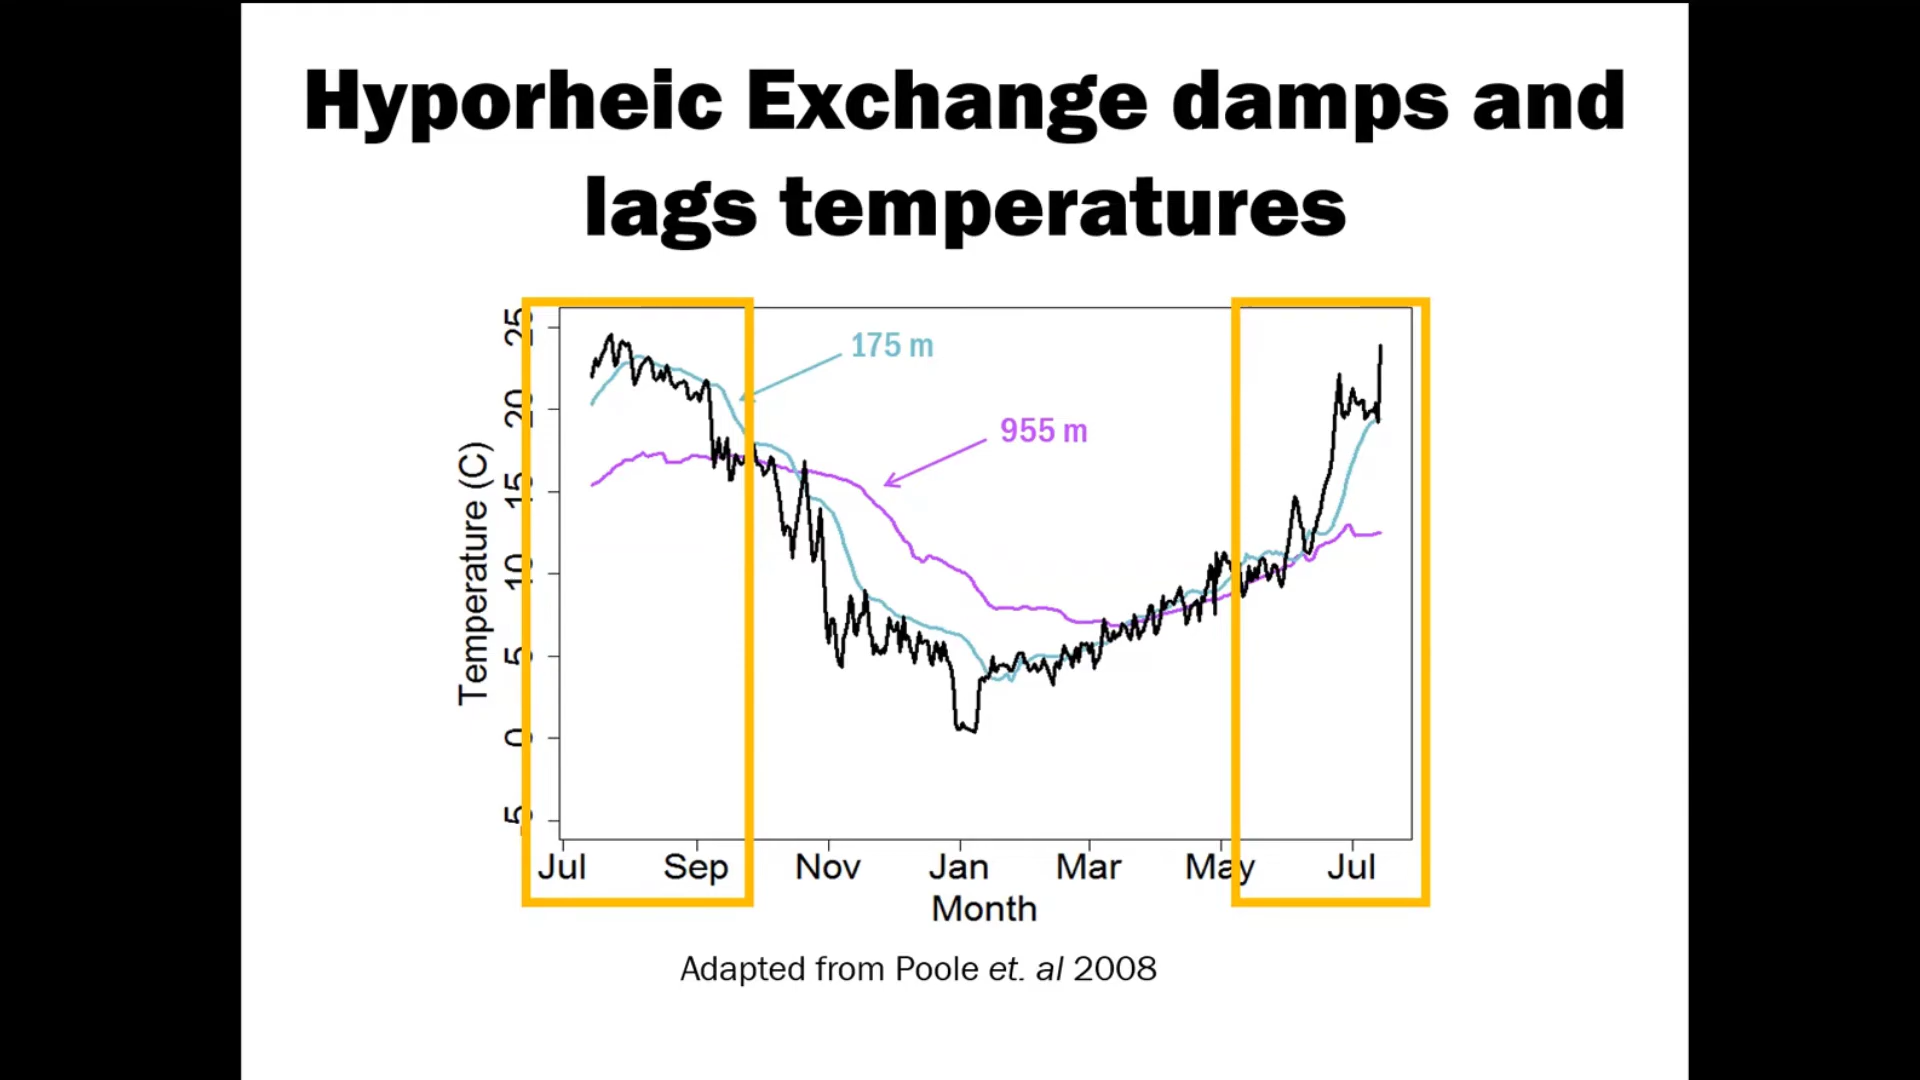 Hyporheic Exchange damps and
lags temperatures
175 m
955 m
Temperature (C)
25
20
15
10
5
0
5
Jul Sep Nov Jan Mar May Jul
Month
Adapted from Poole et. al 2008